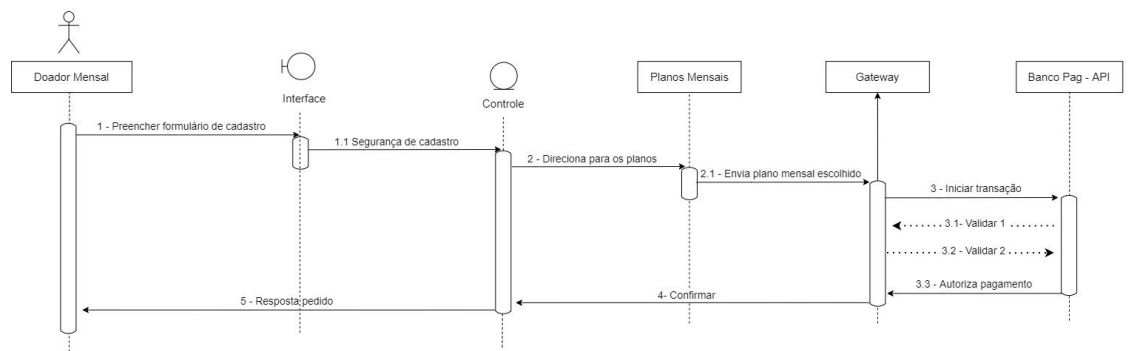 Doador Mensal
Interface
Controle
Planos Mensais
Gateway
Banco Pag - API
1 - Preencher formulário de cadastro
1.1 Segurança de cadastro
2 - Direciona para os planos
2.1 - Envia plano mensal escolhido
3 - Iniciar transação
3.1- Validar 1
3.2 - Validar 2
3.3 - Autoriza pagamento
4- Confirmar
5 - Resposta pedido